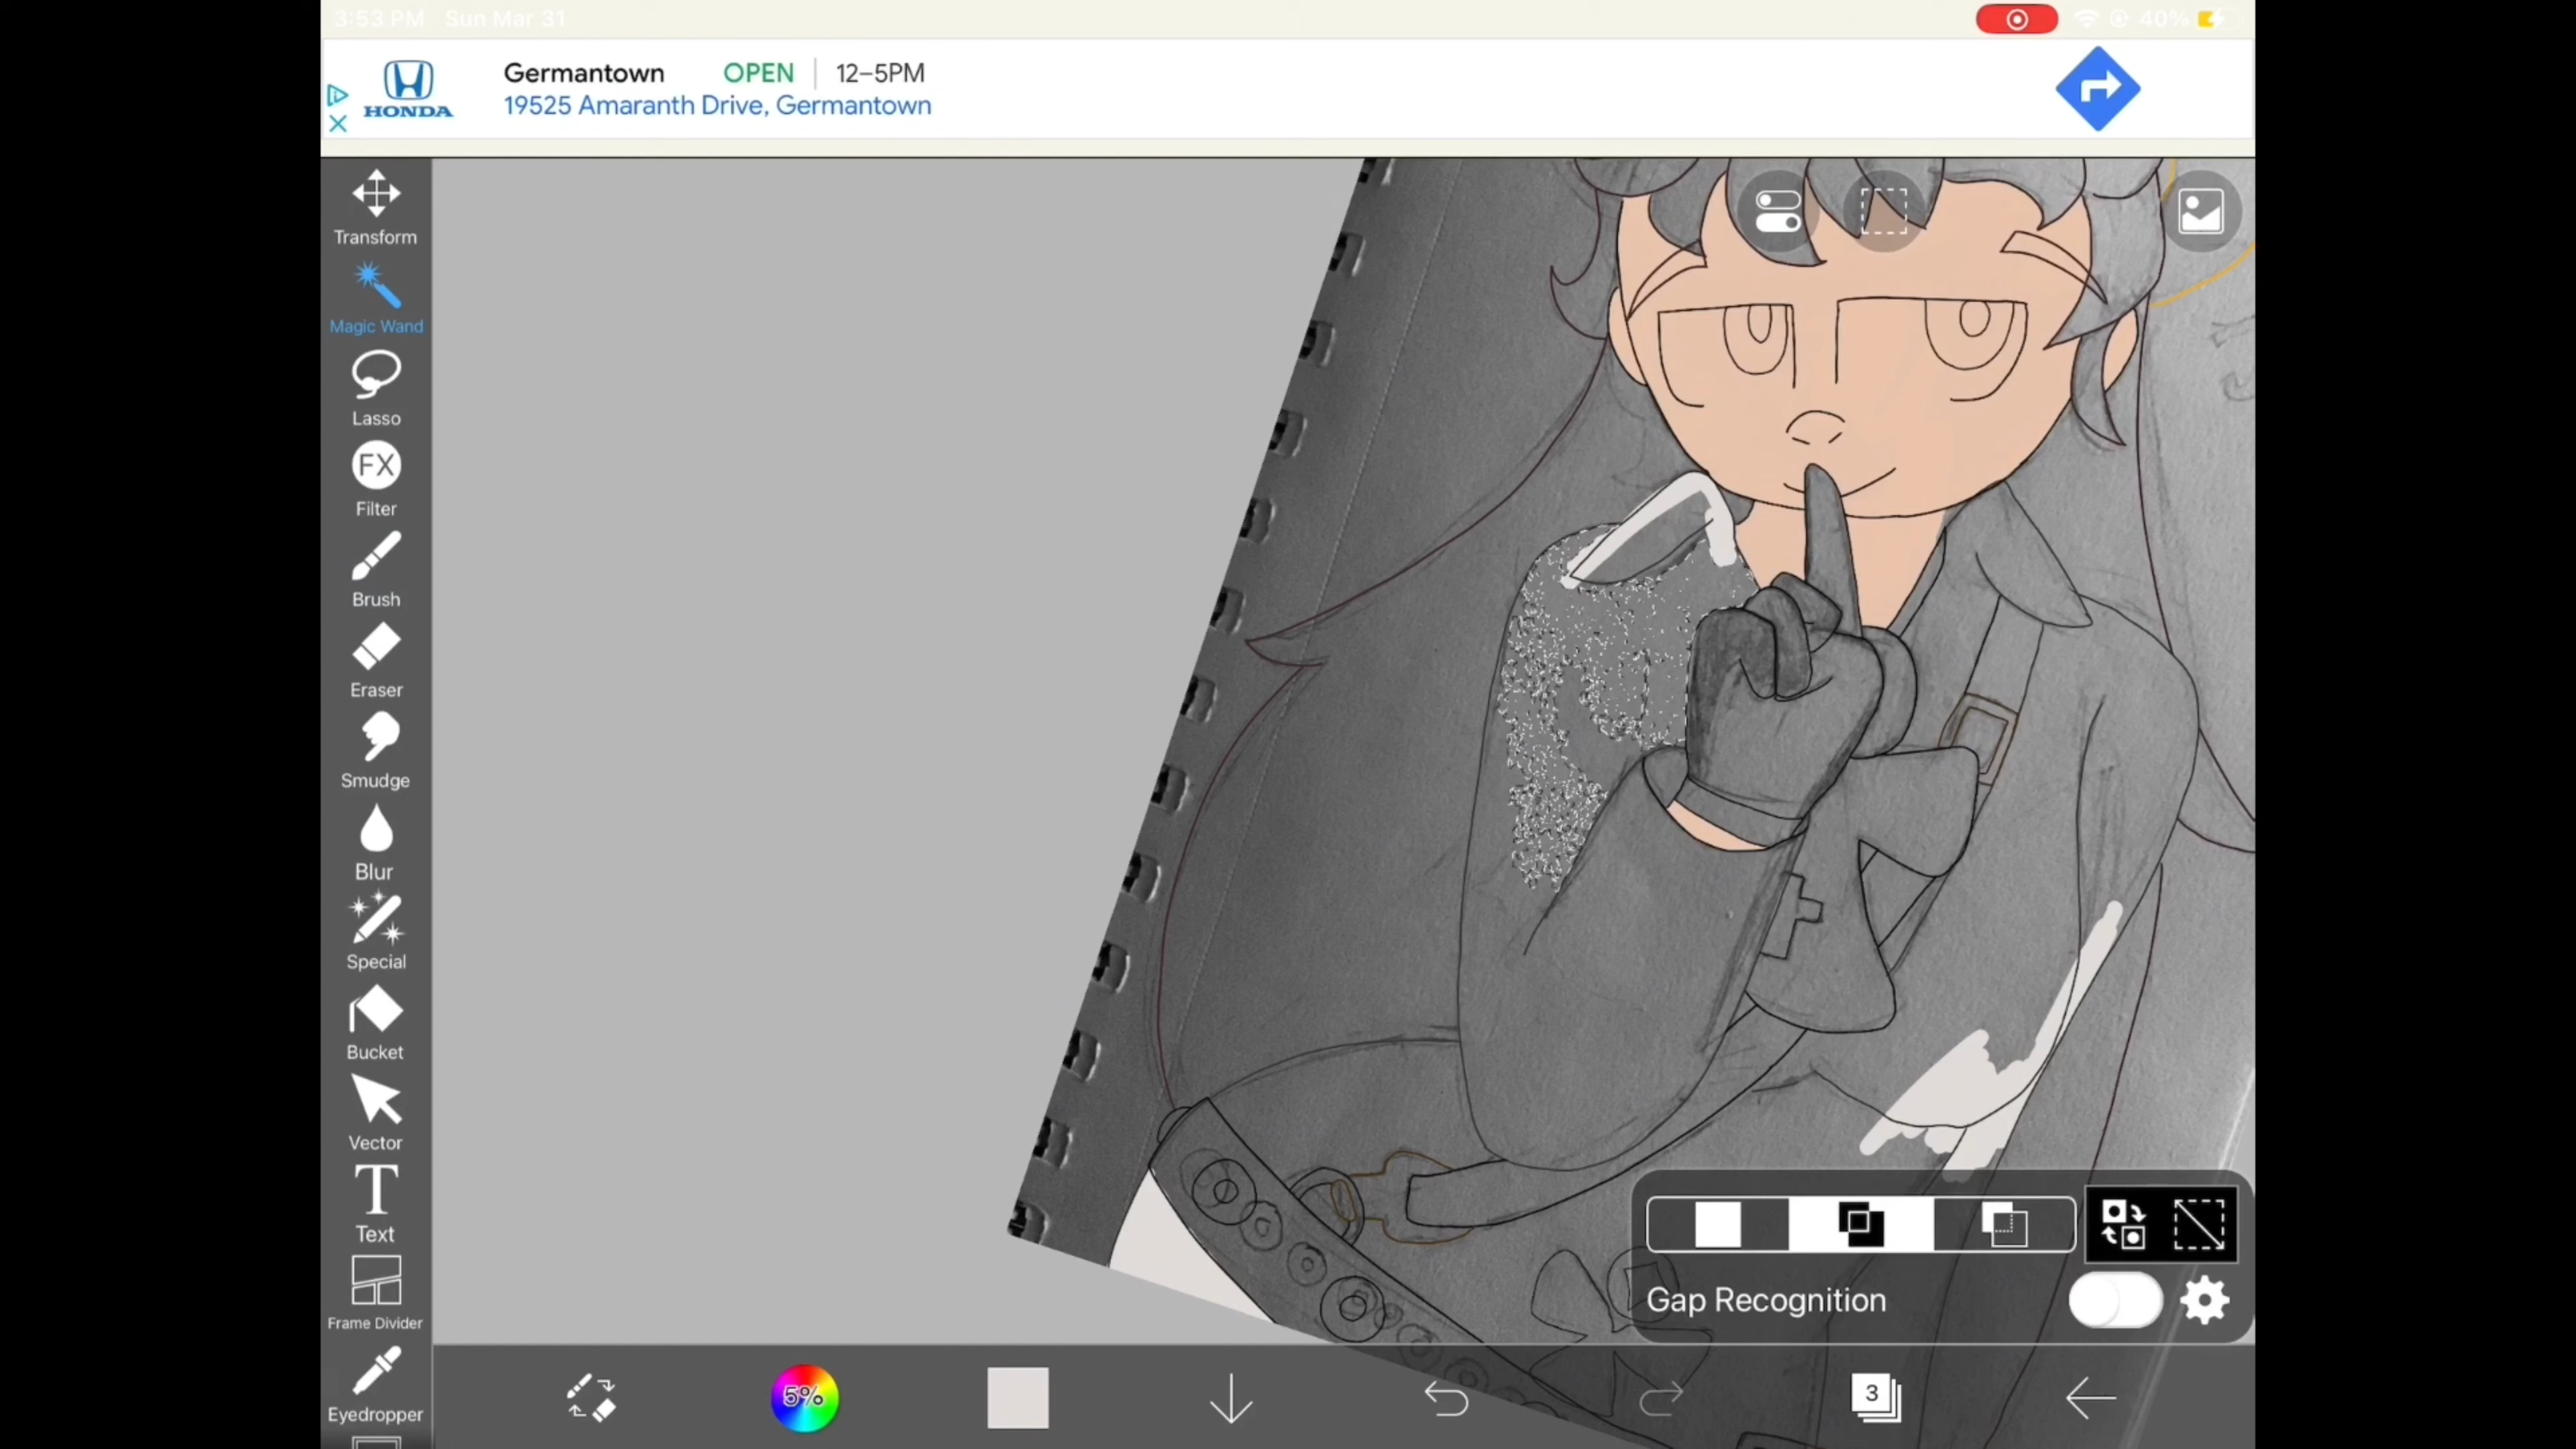 3:53 PM Sun Mar 31
40%
HONDA
Germantown OPEN 12–5PM
19525 Amaranth Drive, Germantown
Transform
Magic Wand
Lasso
FX
Filter
Brush
Eraser
Smudge
Blur
Special
Bucket
Vector
T
Text
Frame Divider
Eyedropper
Gap Recognition
5%
3